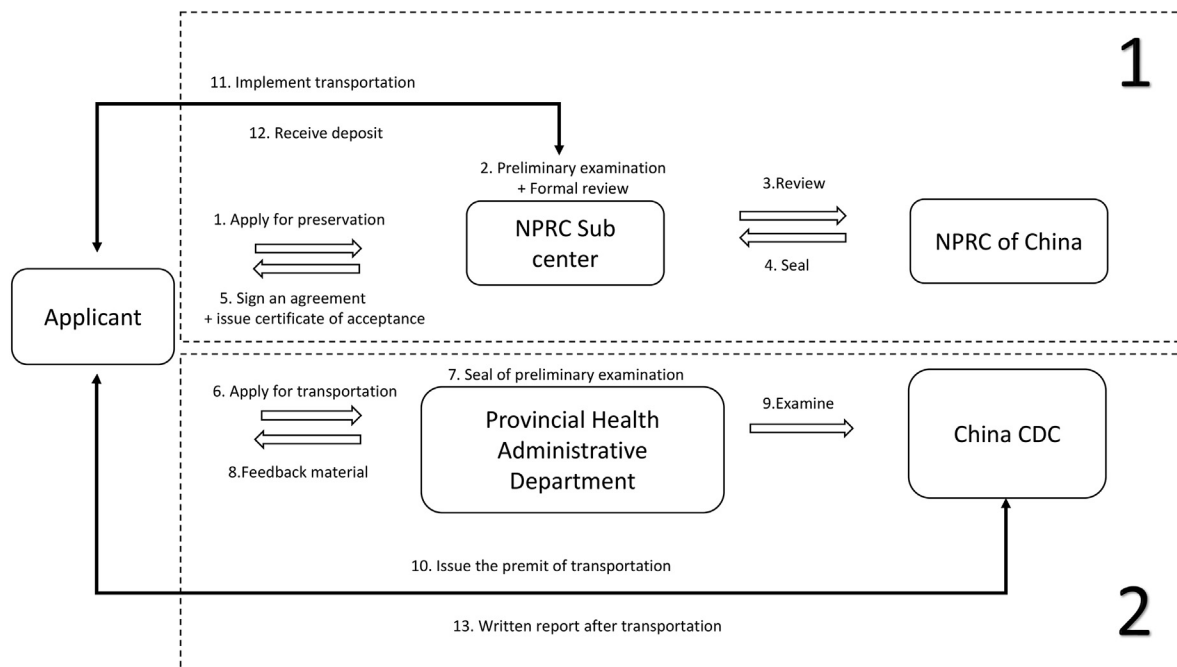 1
11. Implement transportation
12. Receive deposit
2. Preliminary examination
+ Formal review
3.Review
1. Apply for preservation
NPRC Sub
center
NPRC of China
4. Seal
5. Sign an agreement
+ issue certificate of acceptance
Applicant
7. Seal of preliminary examination
6. Apply for transportation
9.Examine
Provincial Health
Administrative
Department
China CDC
8.Feedback material
10. Issue the premit of transportation
2
13. Written report after transportation